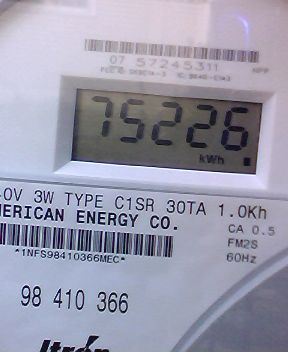 07 57245311
75226
kWh
0V 3W TYPE C1SR 30TA 1.0Kh
MERICAN ENERGY CO.
CA 0.5
FM2S
60Hz
*1NFS98410366MEC*
98 410 366
Itrón